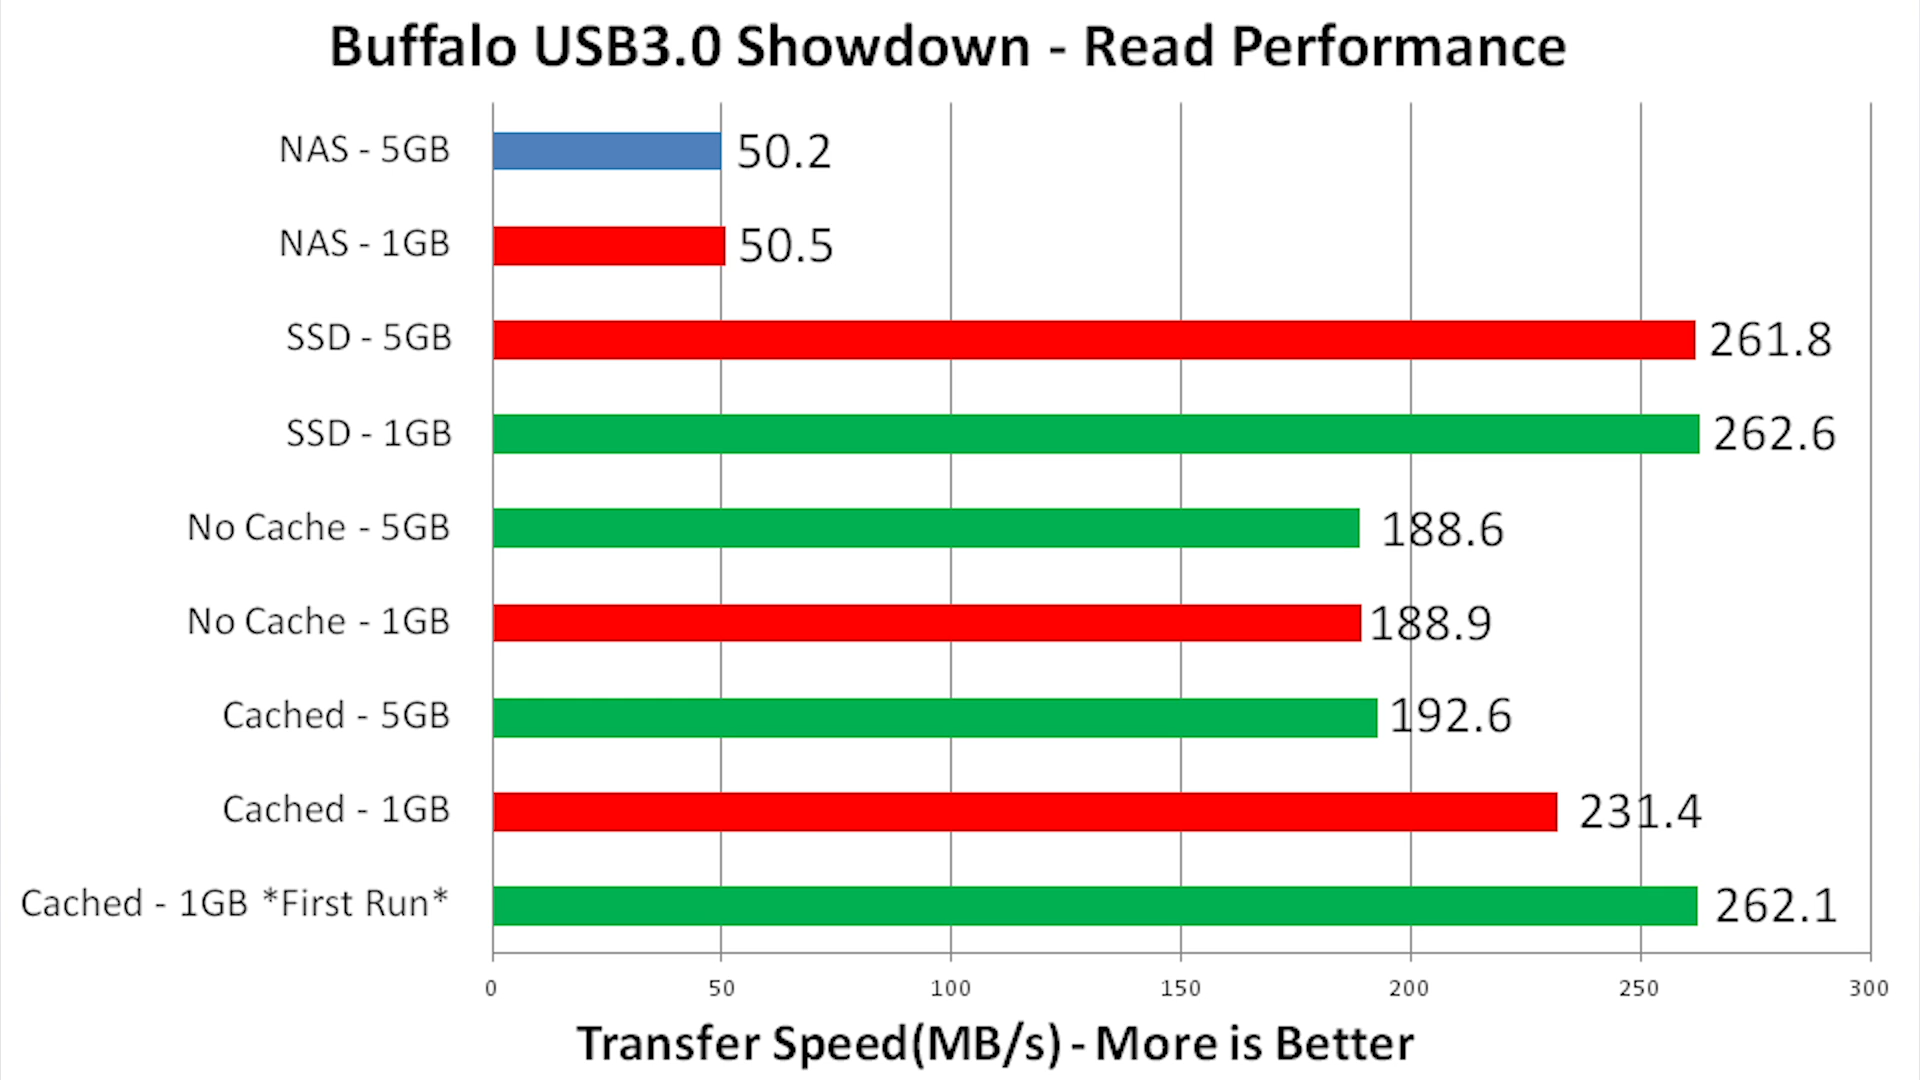 Buffalo USB3.0 Showdown - Read Performance
NAS - 5GB 50.2
NAS - 1GB 50.5
SSD - 5GB 261.8
SSD - 1GB 262.6
No Cache - 5GB 188.6
No Cache - 1GB 188.9
Cached - 5GB 192.6
Cached - 1GB 231.4
Cached - 1GB *First Run* 262.1
0 50 100 150 200 250 300
Transfer Speed(MB/s) - More is Better